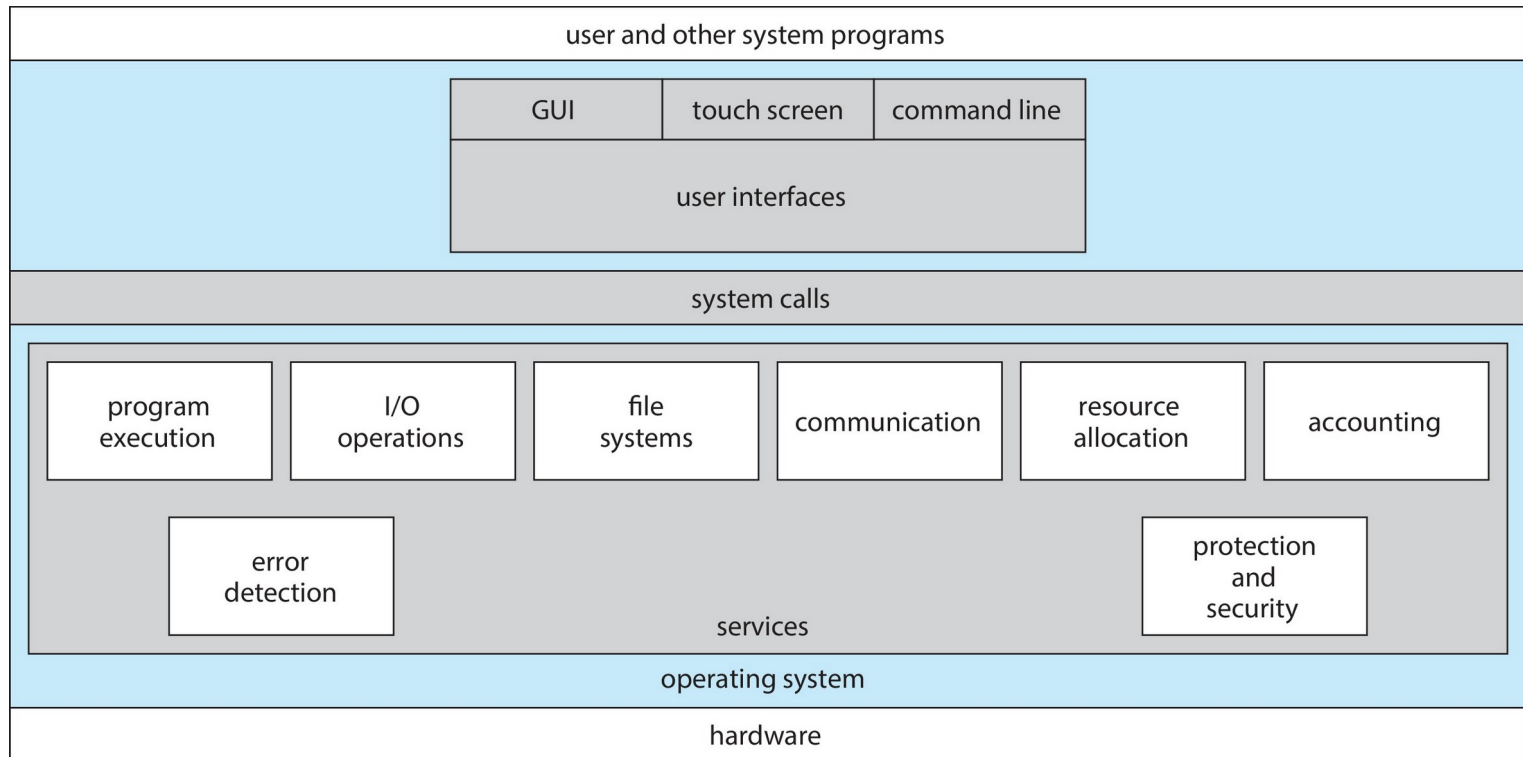 user and other system programs
GUI
touch screen
command line
user interfaces
system calls
program
execution
I/O
operations
file
systems
communication
resource
allocation
accounting
error
detection
protection
and
security
services
operating system
hardware